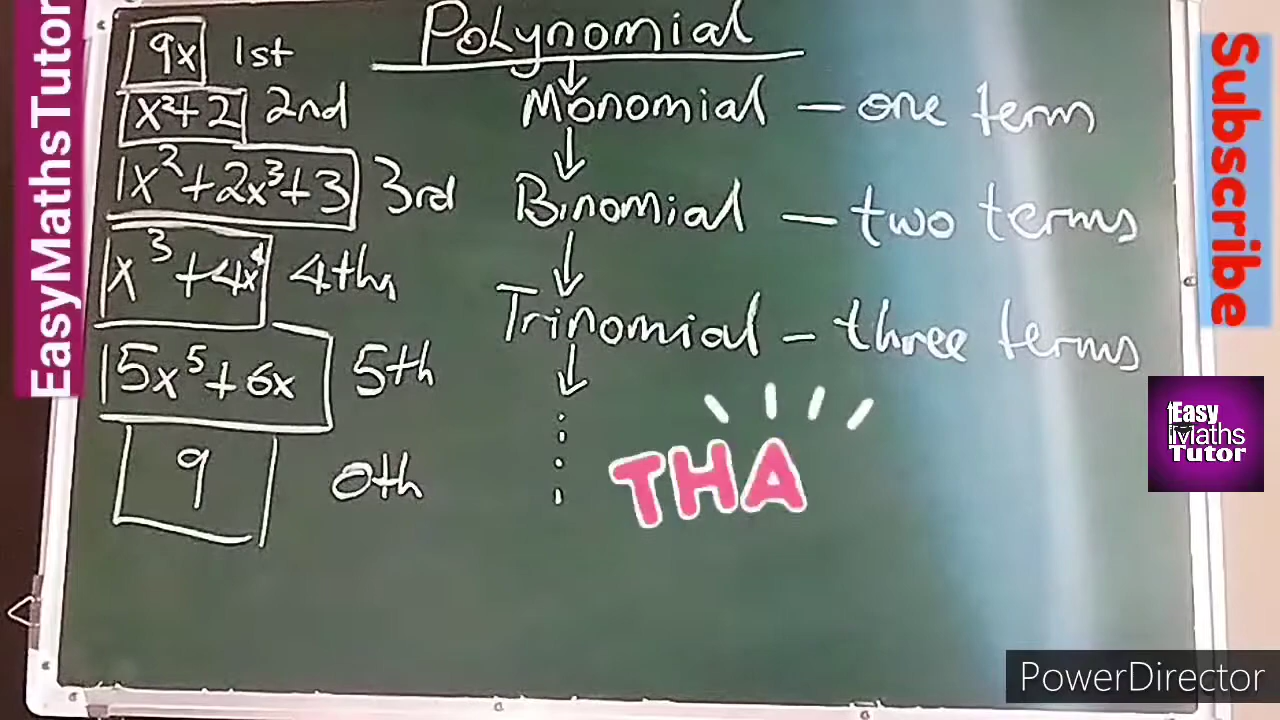 EasyMathsTutor
Polynomial
9x 1st
x²+2 2nd
x²+2x³+3 3rd
x³+4x⁴ 4th
5x⁵+6x 5th
9 0th
Monomial – one term
Binomial – two terms
Trinomial – three terms
THA
Subscribe
Easy
Maths
Tutor
PowerDirector